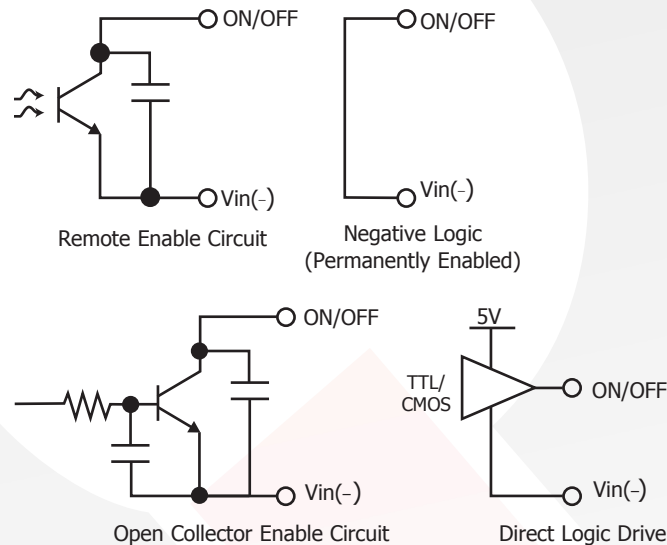 ON/OFF
Vin(–)
Remote Enable Circuit
ON/OFF
Vin(–)
Negative Logic
(Permanently Enabled)
ON/OFF
Vin(–)
Open Collector Enable Circuit
5V
TTL/
CMOS
ON/OFF
Vin(–)
Direct Logic Drive